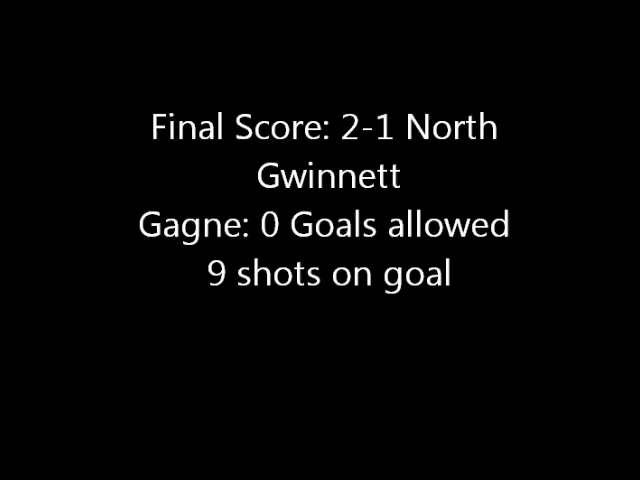 Final Score: 2-1 North
Gwinnett
Gagne: 0 Goals allowed
9 shots on goal